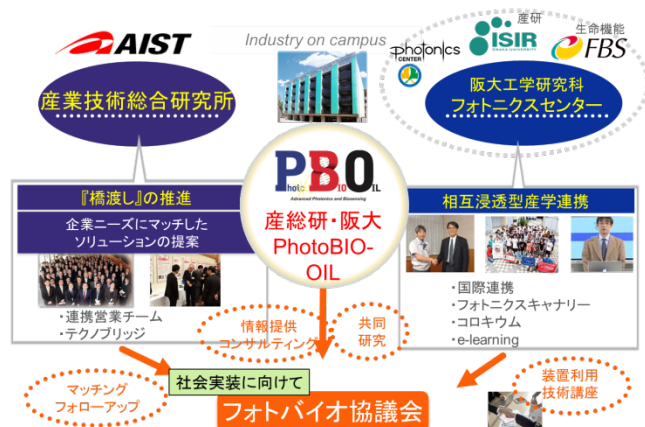 AIST
Industry on campus
photonics
CENTER
産研
ISIR
OSAKA UNIVERSITY
生命機能
FBS
産業技術総合研究所
阪大工学研究科
フォトニクスセンター
PBO
Photo BIO OIL
Advanced Photonics and Biosensing
産総研・阪大
PhotoBIO-
OIL
『橋渡し』の推進
企業ニーズにマッチした
ソリューションの提案
・連携営業チーム
・テクノブリッジ
相互浸透型産学連携
・国際連携
・フォトニクスキャナリー
・コロキウム
・e-learning
情報提供
コンサルティング
共同
研究
マッチング
フォローアップ
社会実装に向けて
フォトバイオ協議会
装置利用
技術講座